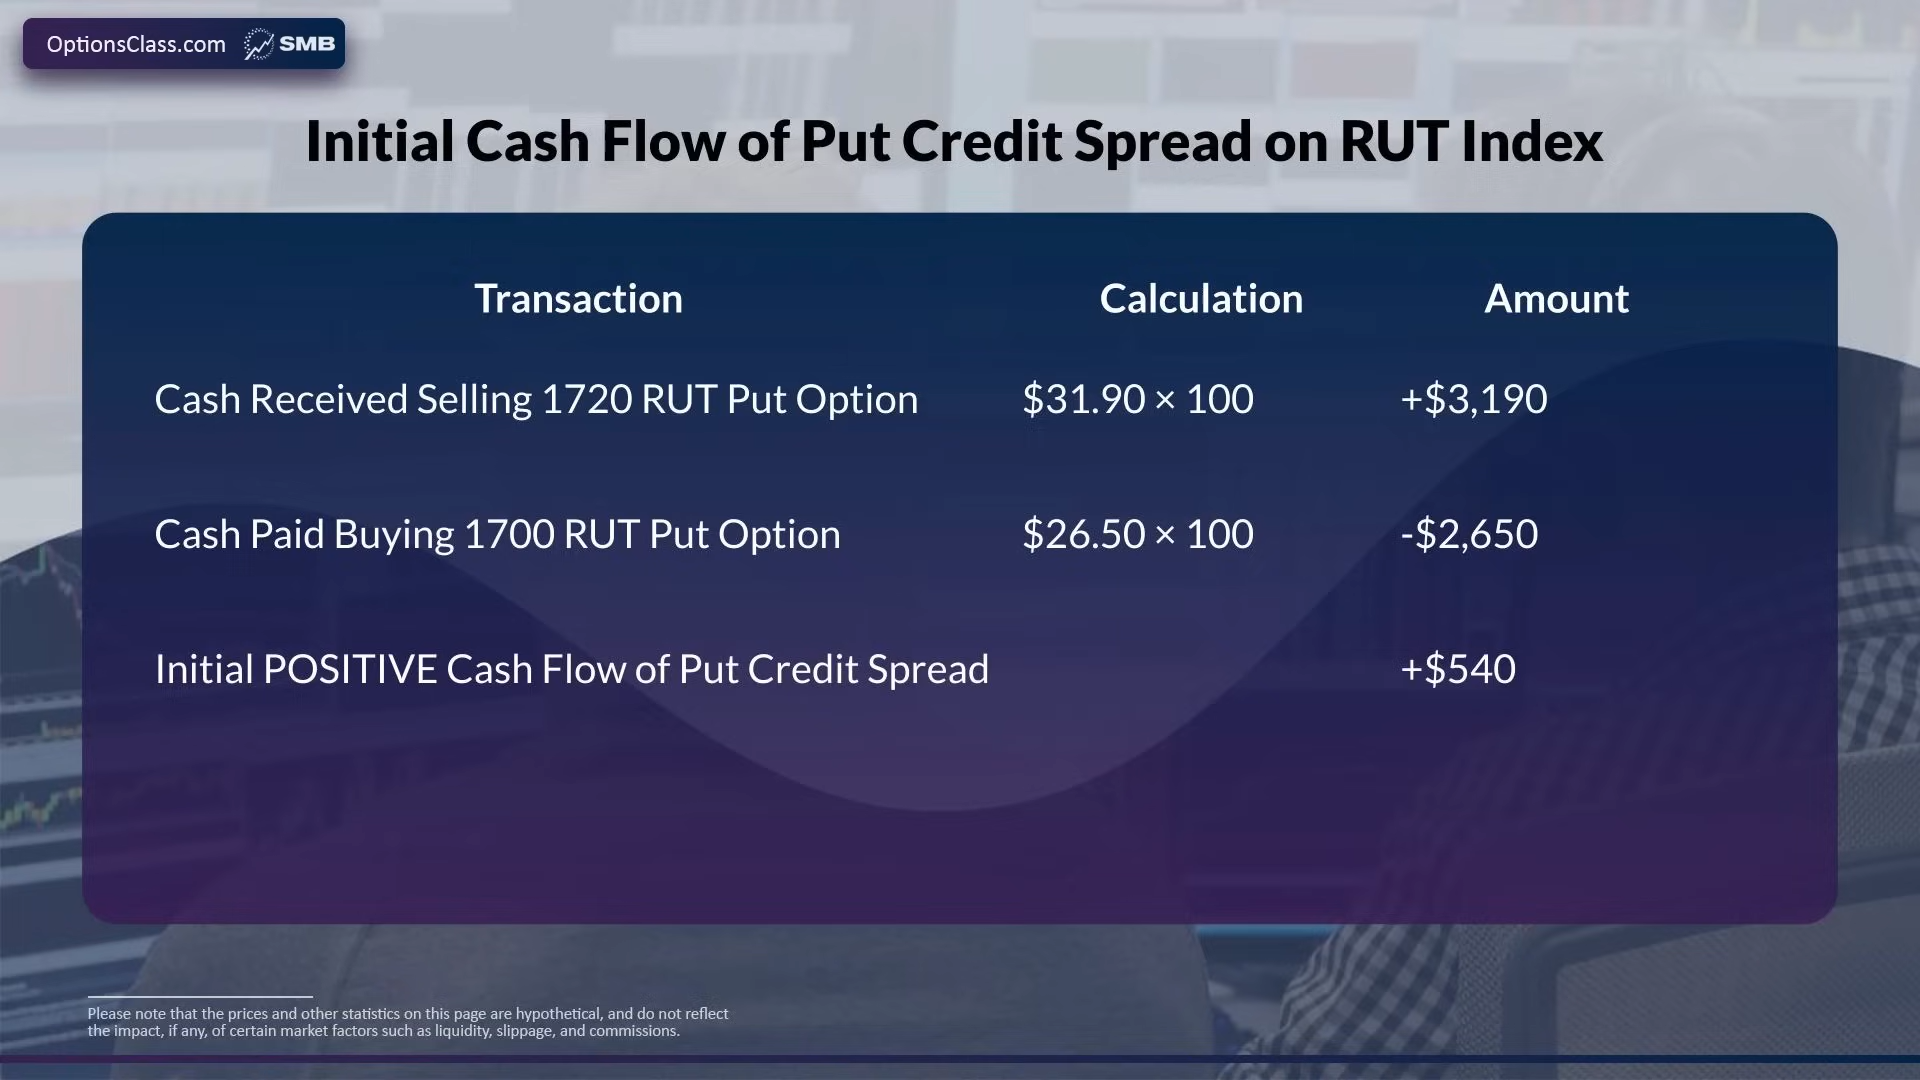 OptionsClass.com SMB
Initial Cash Flow of Put Credit Spread on RUT Index
Transaction Calculation Amount
Cash Received Selling 1720 RUT Put Option $31.90 × 100 +$3,190
Cash Paid Buying 1700 RUT Put Option $26.50 × 100 -$2,650
Initial POSITIVE Cash Flow of Put Credit Spread +$540
Please note that the prices and other statistics on this page are hypothetical, and do not reflect
the impact, if any, of certain market factors such as liquidity, slippage, and commissions.